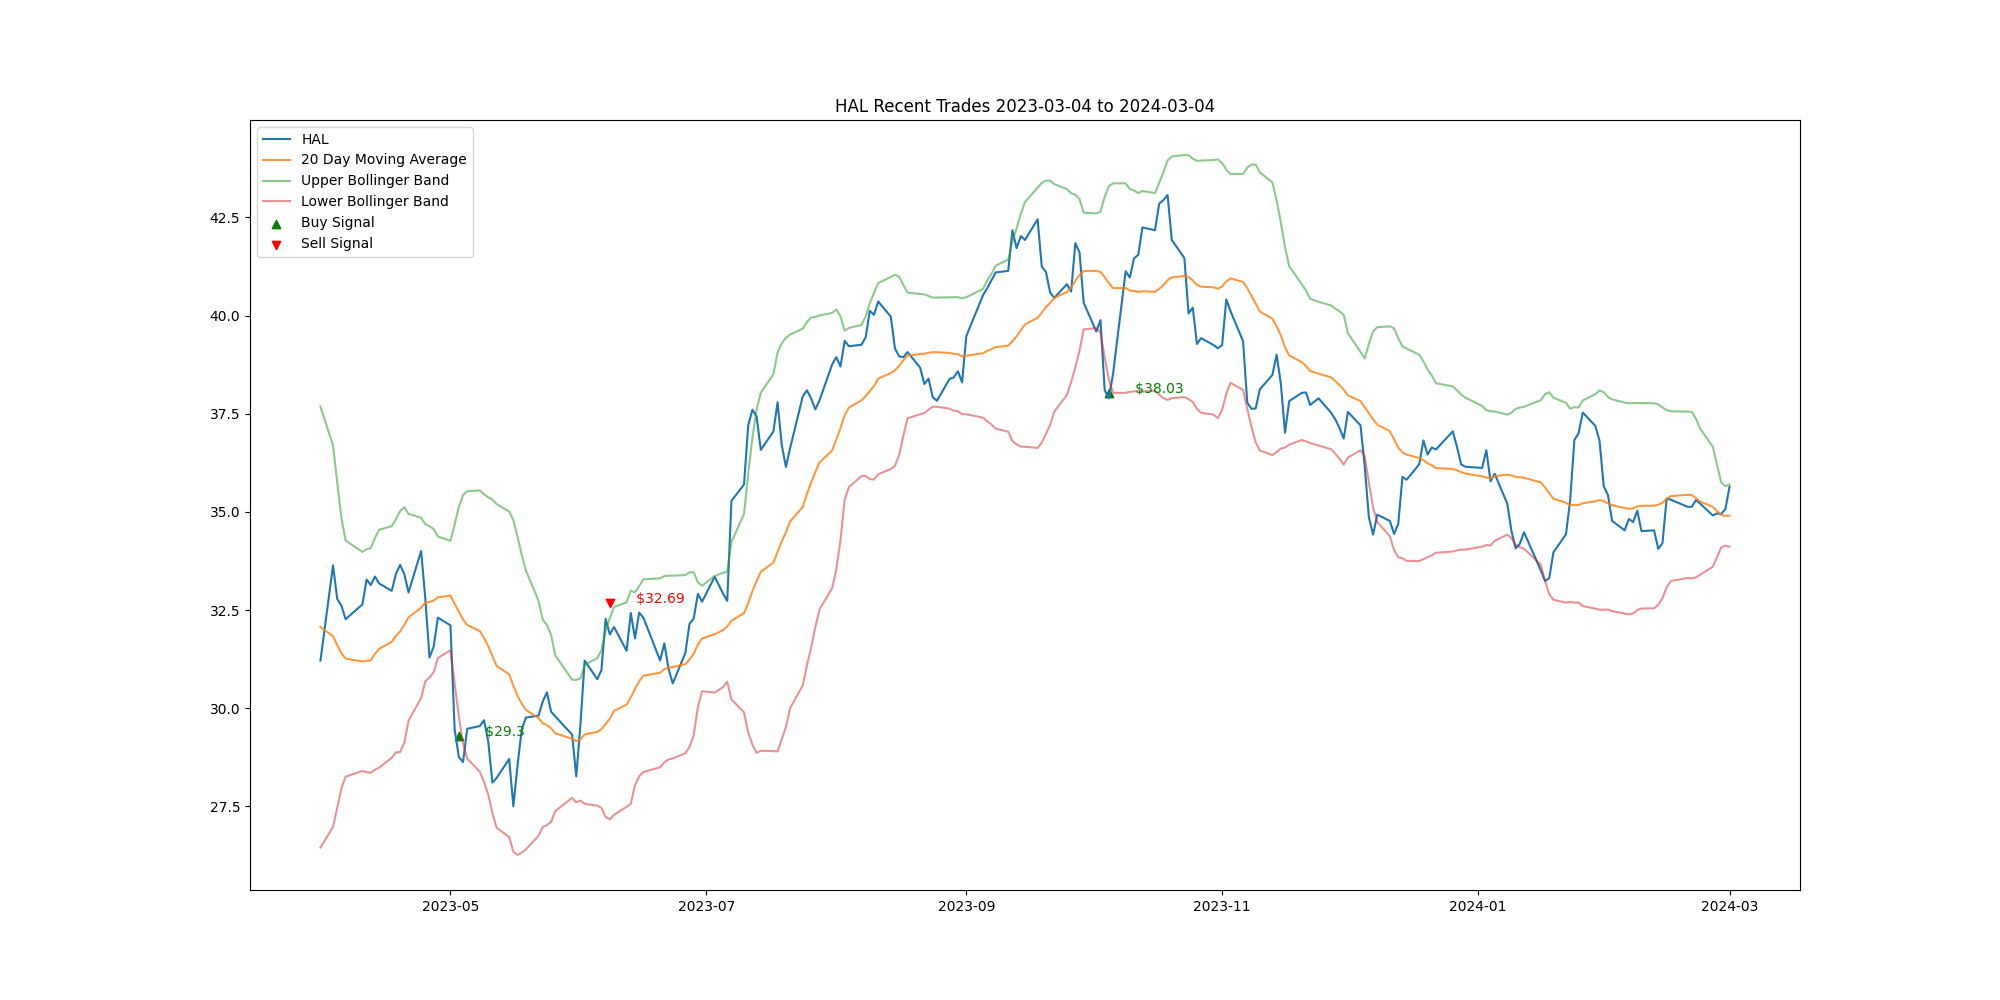 HAL Recent Trades 2023-03-04 to 2024-03-04
HAL
20 Day Moving Average
Upper Bollinger Band
Lower Bollinger Band
Buy Signal
Sell Signal
42.5
40.0
37.5
35.0
32.5
30.0
27.5
$38.03
$32.69
$29.3
2023-05
2023-07
2023-09
2023-11
2024-01
2024-03